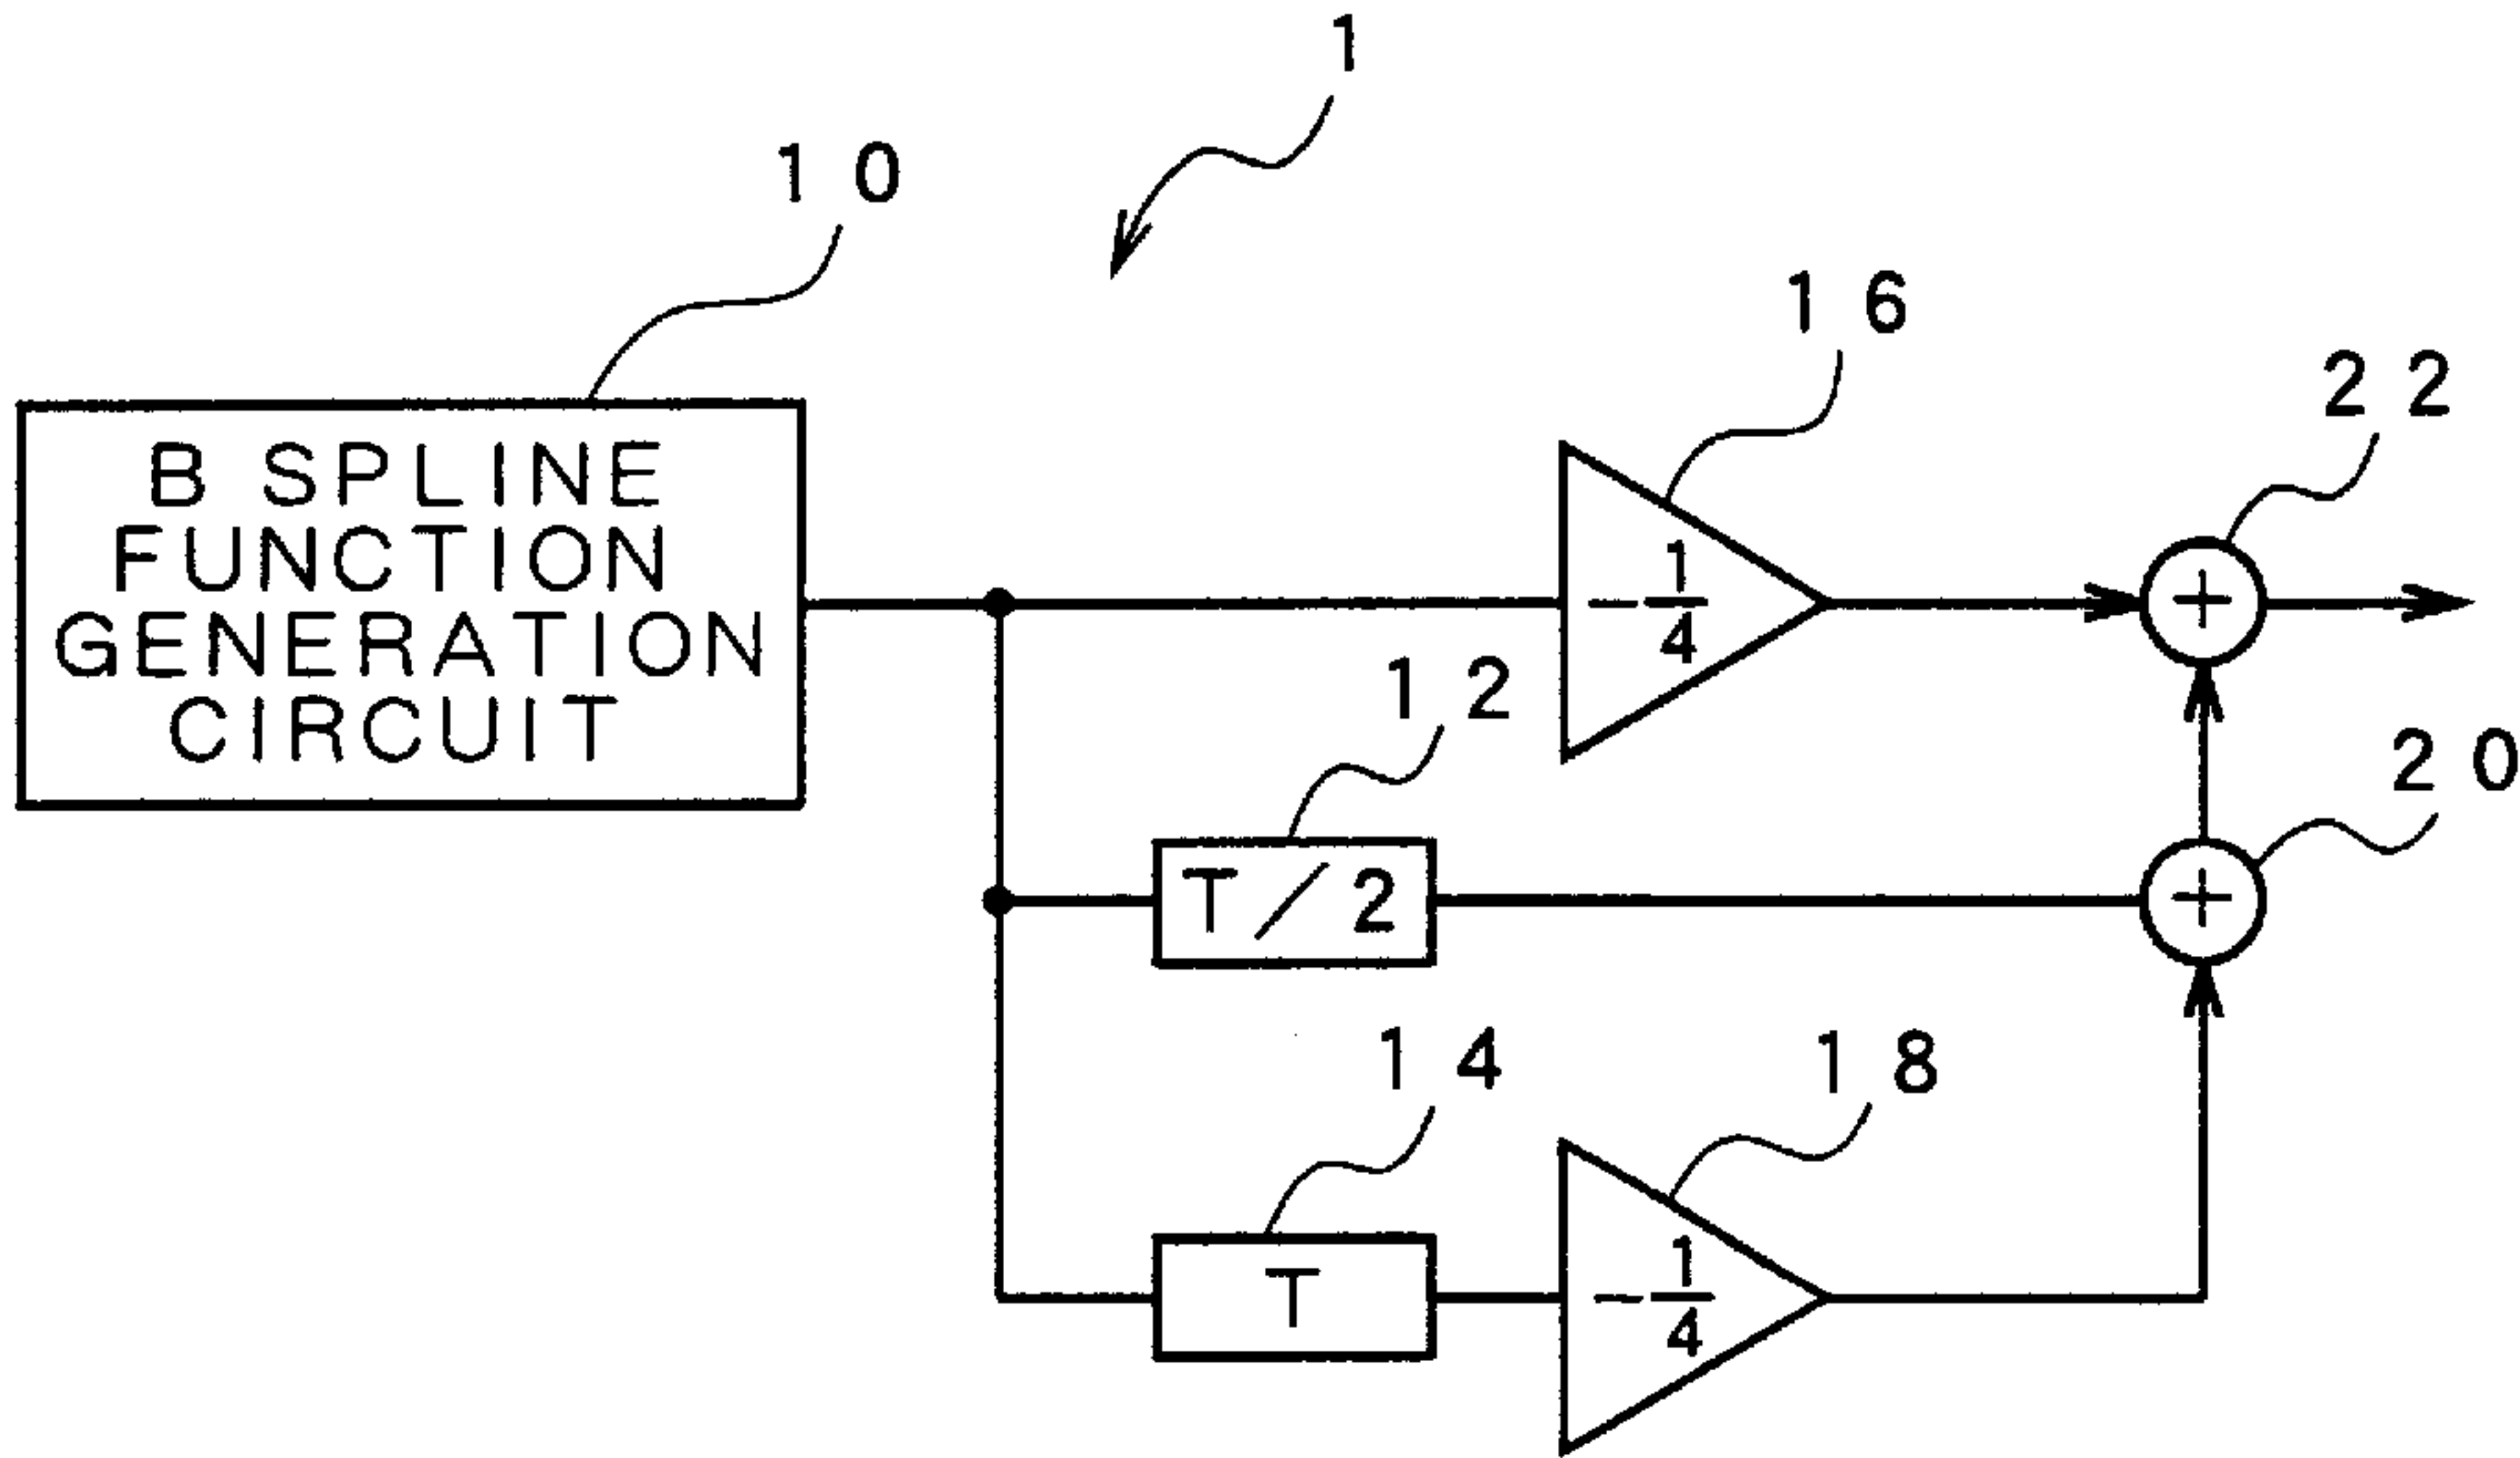 1
10
16
22
B SPLINE
FUNCTION
GENERATION
CIRCUIT
-1/4
+
12
20
T/2
+
14
18
T
-1/4